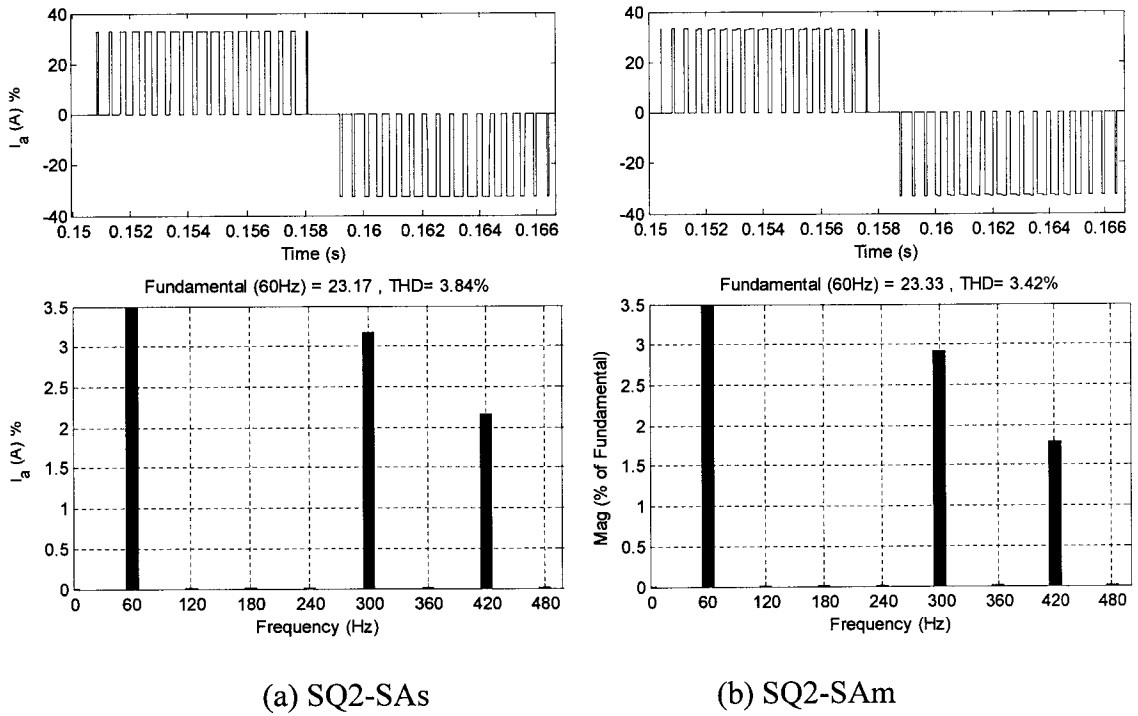 40
20
0
-20
-40
I_a (A) %
0.15 0.152 0.154 0.156 0.158 0.16 0.162 0.164 0.166
Time (s)
40
20
0
-20
-40
0.15 0.152 0.154 0.156 0.158 0.16 0.162 0.164 0.166
Time (s)
Fundamental (60Hz) = 23.17 , THD= 3.84%
3.5
3
2.5
2
1.5
1
0.5
0
I_a (A) %
0 60 120 180 240 300 360 420 480
Frequency (Hz)
Fundamental (60Hz) = 23.33 , THD= 3.42%
3.5
3
2.5
2
1.5
1
0.5
0
Mag (% of Fundamental)
0 60 120 180 240 300 360 420 480
Frequency (Hz)
(a) SQ2-SAs
(b) SQ2-SAm